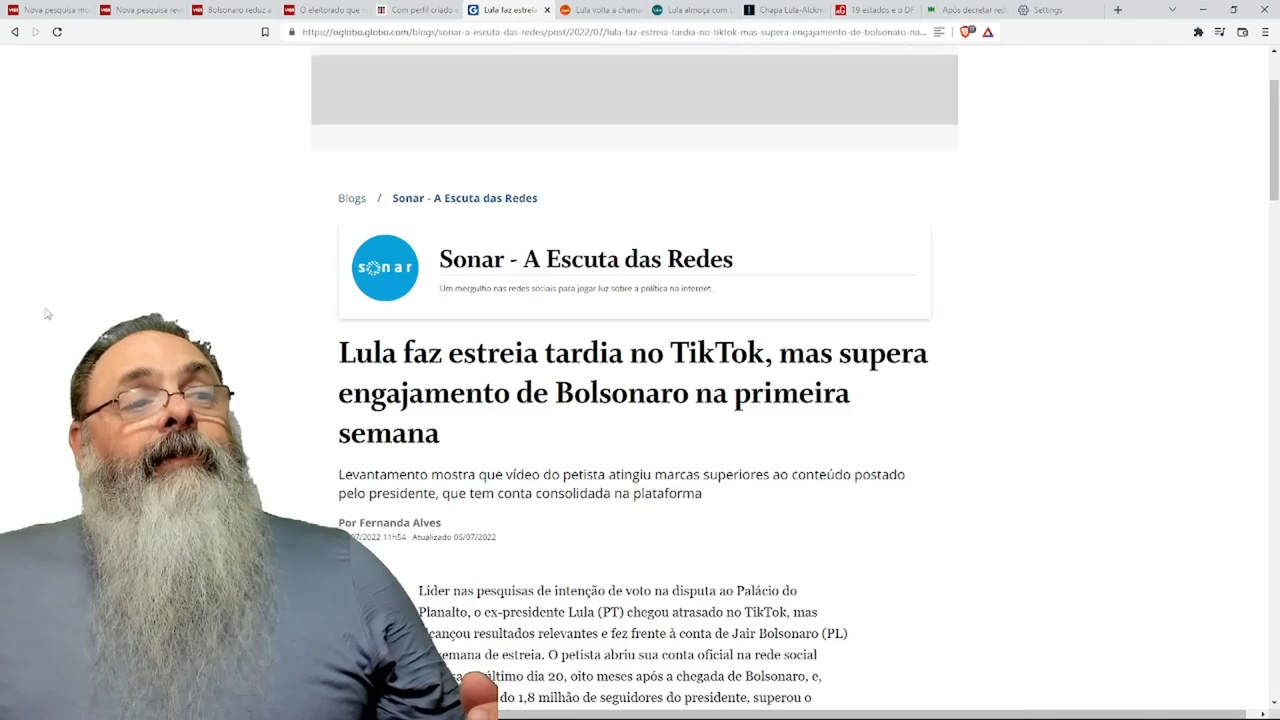 Nova pesquisa mo
Nova pesquisa reve
Bolsonaro reduz a
O eleitorado que n
Com perfil criado e
Lula faz estreia
Lula volta a chama
Lula almoça com L
Chapa Lula-Alckm
19 estados e o DF
Após decretar red
Settings
https://oglobo.globo.com/blogs/sonar-a-escuta-das-redes/post/2022/07/lula-faz-estreia-tardia-no-tiktok-mas-supera-engajamento-de-bolsonaro-na...
Blogs / Sonar - A Escuta das Redes
sonar
Sonar - A Escuta das Redes
Um mergulho nas redes sociais para jogar luz sobre a política na internet.
Lula faz estreia tardia no TikTok, mas supera
engajamento de Bolsonaro na primeira
semana
Levantamento mostra que vídeo do petista atingiu marcas superiores ao conteúdo postado
pelo presidente, que tem conta consolidada na plataforma
Por Fernanda Alves
/07/2022 11h54 · Atualizado 06/07/2022
Líder nas pesquisas de intenção de voto na disputa ao Palácio do
Planalto, o ex-presidente Lula (PT) chegou atrasado no TikTok, mas
cançou resultados relevantes e fez frente à conta de Jair Bolsonaro (PL)
emana de estreia. O petista abriu sua conta oficial na rede social
último dia 20, oito meses após a chegada de Bolsonaro, e,
do 1,8 milhão de seguidores do presidente, superou o